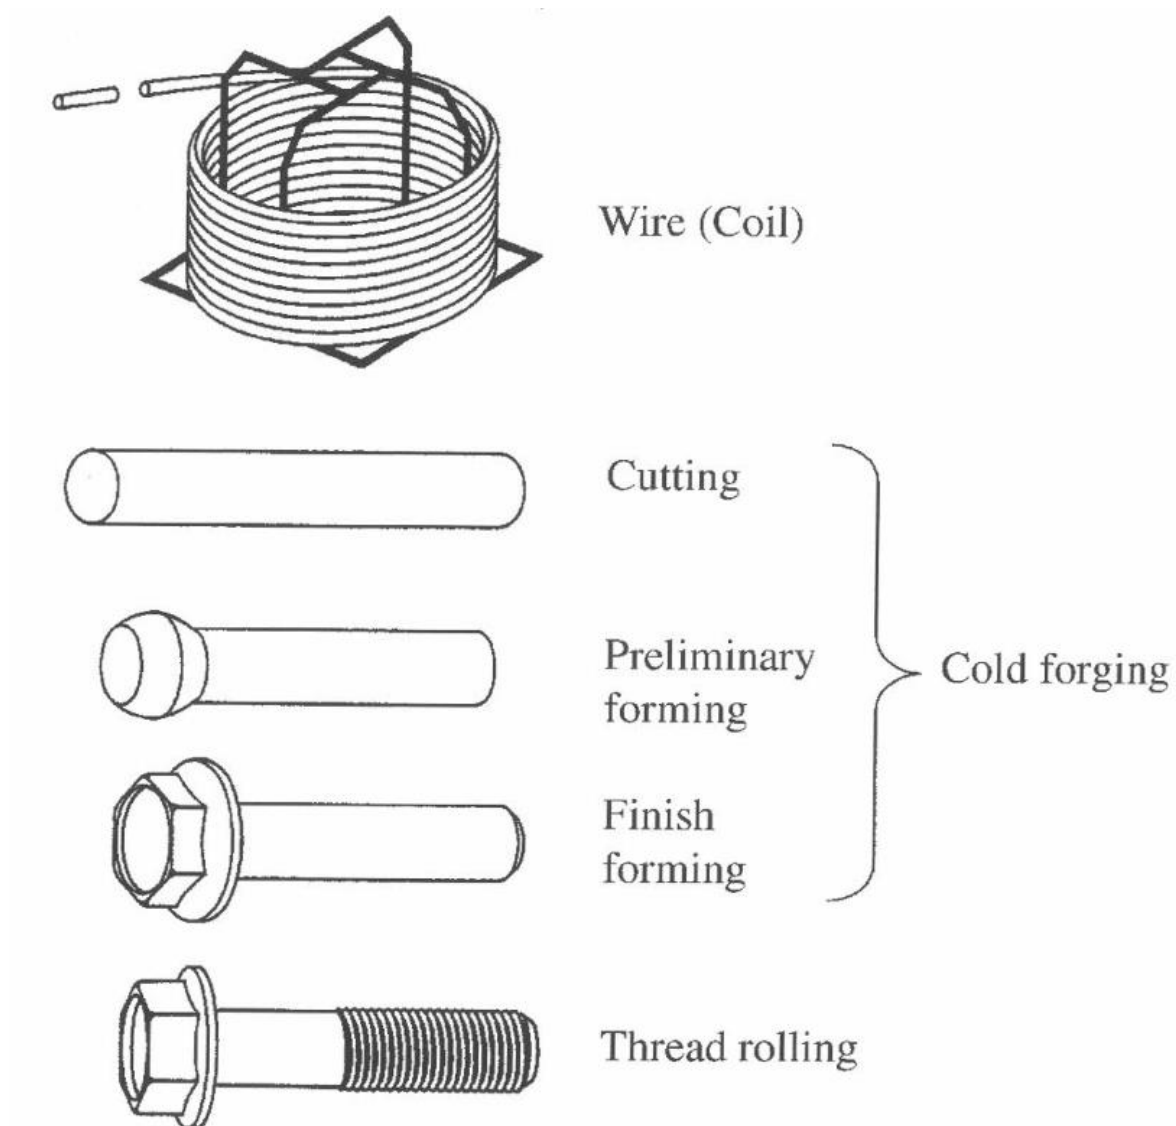 Wire (Coil)
Cutting
Preliminary
forming
Cold forging
Finish
forming
Thread rolling